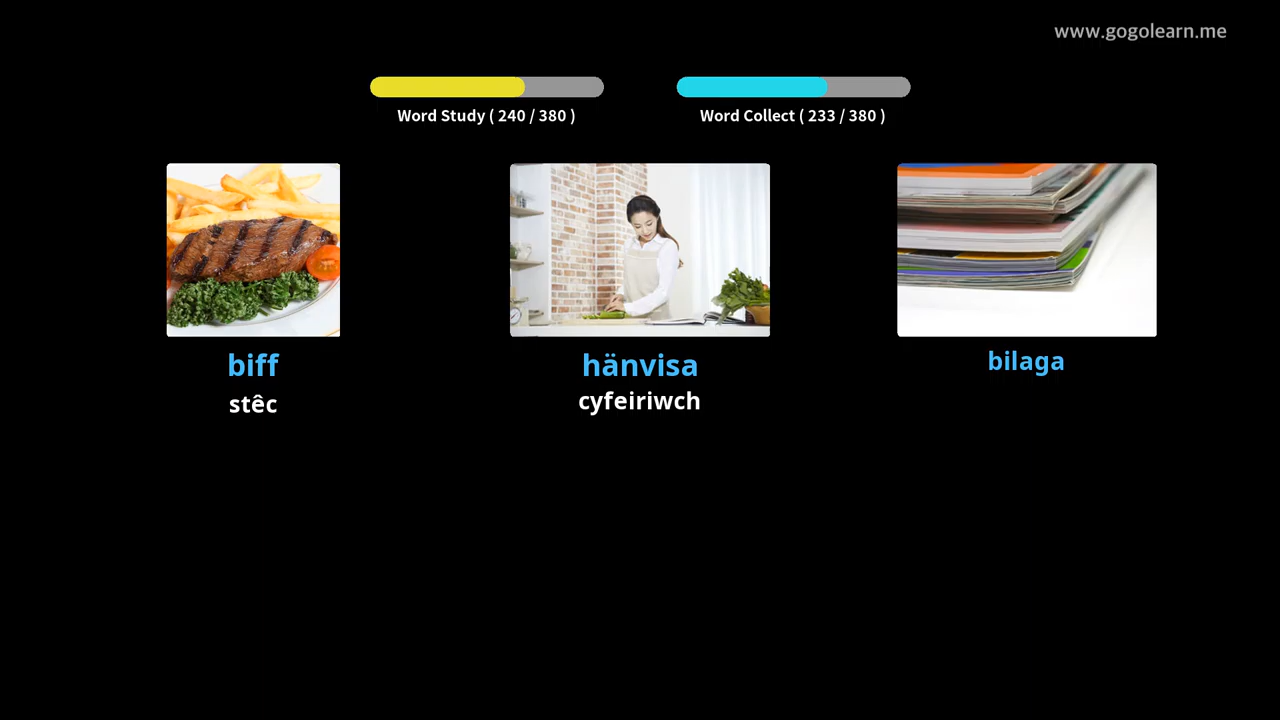 www.gogolearn.me
Word Study ( 240 / 380 )
Word Collect ( 233 / 380 )
biff
stêc
hänvisa
cyfeiriwch
bilaga